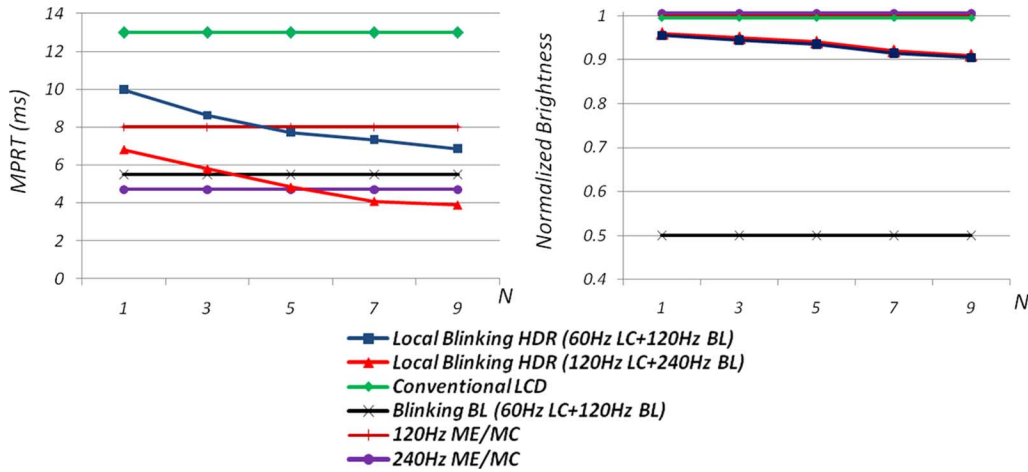 14
12
10
8
6
4
2
0
MPRT (ms)
1 3 5 7 9 N
1
0.9
0.8
0.7
0.6
0.5
0.4
Normalized Brightness
1 3 5 7 9 N
Local Blinking HDR (60Hz LC+120Hz BL)
Local Blinking HDR (120Hz LC+240Hz BL)
Conventional LCD
Blinking BL (60Hz LC+120Hz BL)
120Hz ME/MC
240Hz ME/MC